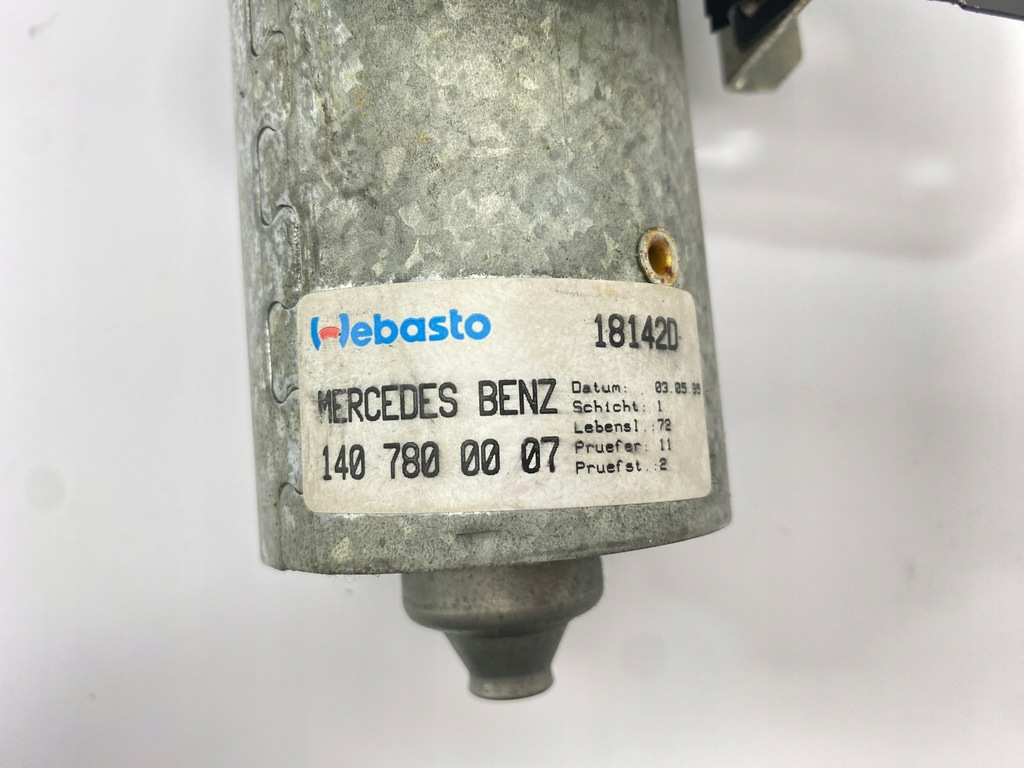 Webasto 18142D
MERCEDES BENZ
140 780 00 07
Datum: 03.05.99
Schicht: 1
Lebensl.:72
Pruefer: 11
Pruefst.:2